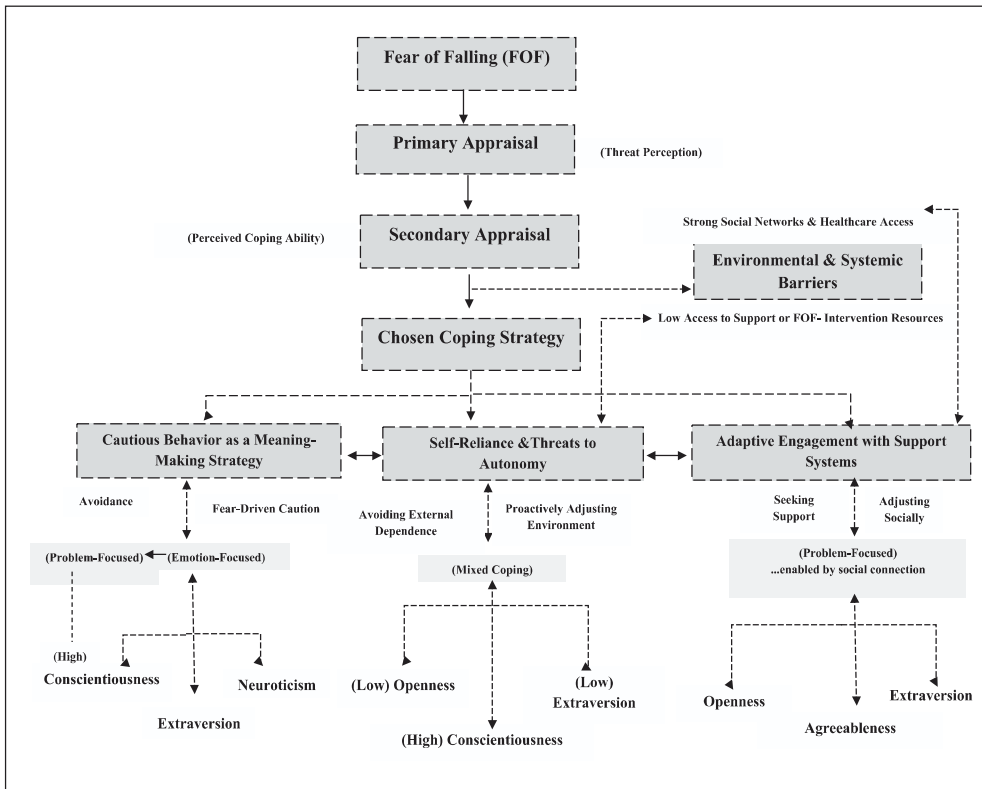 Fear of Falling (FOF)
Primary Appraisal
(Threat Perception)
Strong Social Networks & Healthcare Access
(Perceived Coping Ability)
Secondary Appraisal
Environmental & Systemic
Barriers
Low Access to Support or FOF- Intervention Resources
Chosen Coping Strategy
Cautious Behavior as a Meaning-
Making Strategy
Self-Reliance &Threats to
Autonomy
Adaptive Engagement with Support
Systems
Avoidance
Fear-Driven Caution
Avoiding External
Dependence
Proactively Adjusting
Environment
Seeking
Support
Adjusting
Socially
(Problem-Focused)
(Emotion-Focused)
(Mixed Coping)
(Problem-Focused)
...enabled by social connection
(High)
Conscientiousness
Extraversion
Neuroticism
(Low) Openness
(High) Conscientiousness
(Low)
Extraversion
Openness
Agreeableness
Extraversion